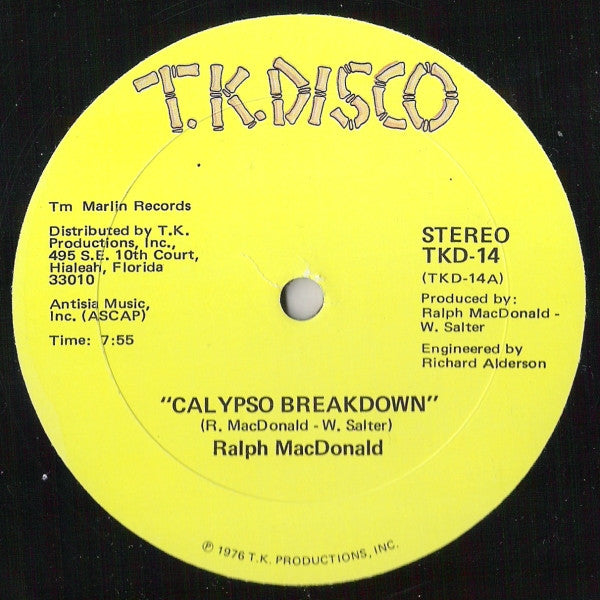 T.K. DISCO
Tm Marlin Records
Distributed by T.K.
Productions, Inc.,
495 S.E. 10th Court,
Hialeah, Florida
33010
Antisia Music,
Inc. (ASCAP)
Time: 7:55
STEREO
TKD-14
(TKD-14A)
Produced by:
Ralph MacDonald -
W. Salter
Engineered by
Richard Alderson
"CALYPSO BREAKDOWN"
(R. MacDonald - W. Salter)
Ralph MacDonald
℗ 1976 T.K. PRODUCTIONS, INC.